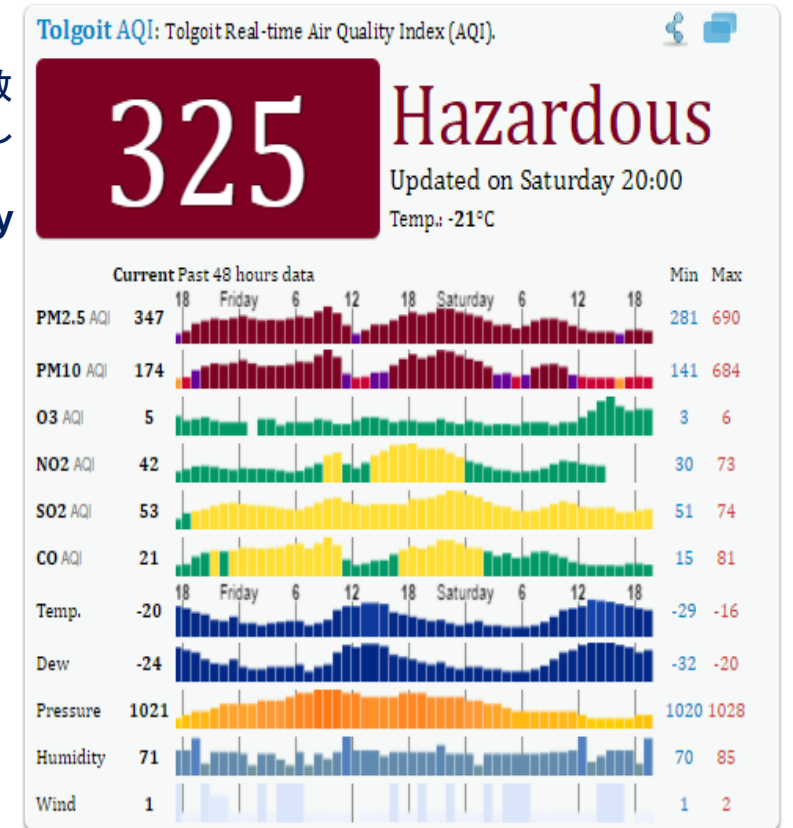 Tolgoit AQI: Tolgoit Real-time Air Quality Index (AQI).
数
し
y
325
Hazardous
Updated on Saturday 20:00
Temp.: -21°C
Current Past 48 hours data Min Max
18 Friday 6 12 18 Saturday 6 12 18
PM2.5 AQI 347 281 690
PM10 AQI 174 141 684
O3 AQI 5 3 6
NO2 AQI 42 30 73
SO2 AQI 53 51 74
CO AQI 21 15 81
18 Friday 6 12 18 Saturday 6 12 18
Temp. -20 -29 -16
Dew -24 -32 -20
Pressure 1021 1020 1028
Humidity 71 70 85
Wind 1 1 2